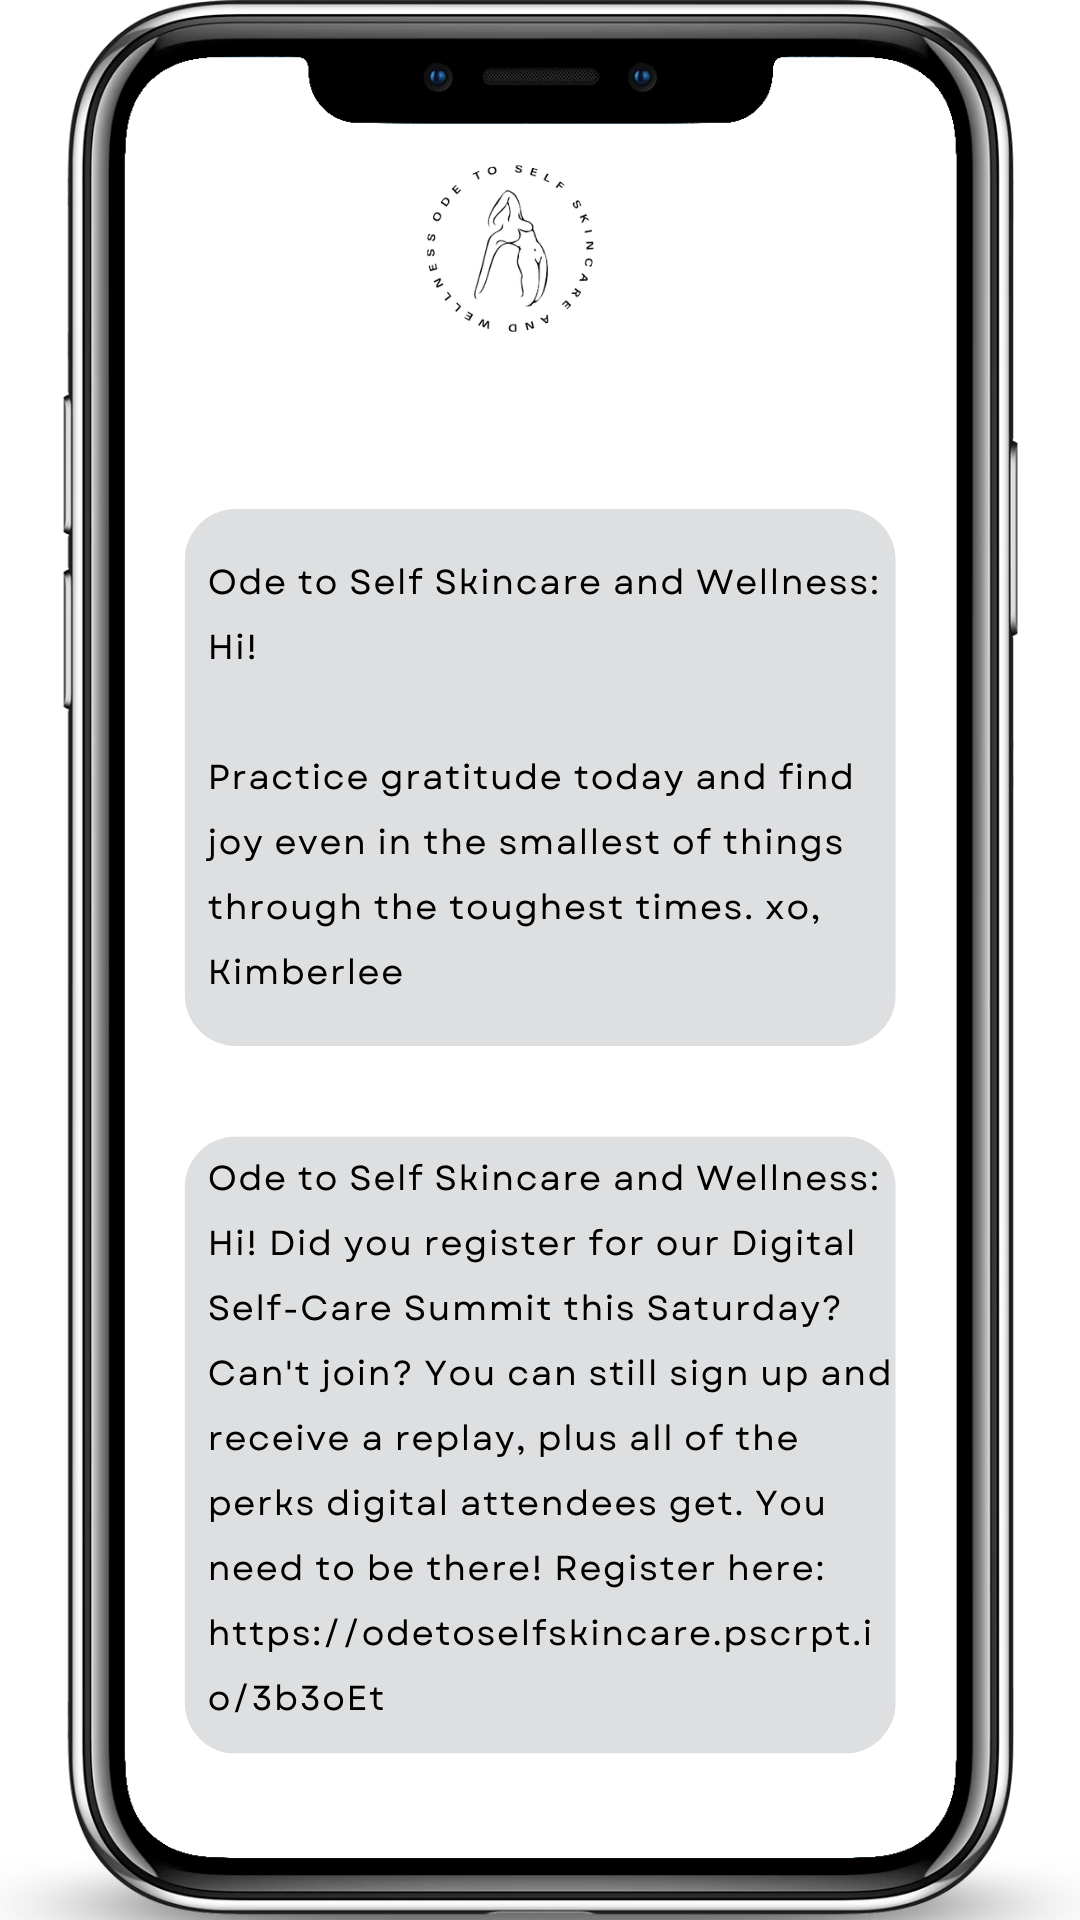 ODE TO SELF SKINCARE AND WELLNESS
Ode to Self Skincare and Wellness:
Hi!
Practice gratitude today and find
joy even in the smallest of things
through the toughest times. xo,
Kimberlee
Ode to Self Skincare and Wellness:
Hi! Did you register for our Digital
Self-Care Summit this Saturday?
Can't join? You can still sign up and
receive a replay, plus all of the
perks digital attendees get. You
need to be there! Register here:
https://odetoselfskincare.pscrpt.i
o/3b3oEt